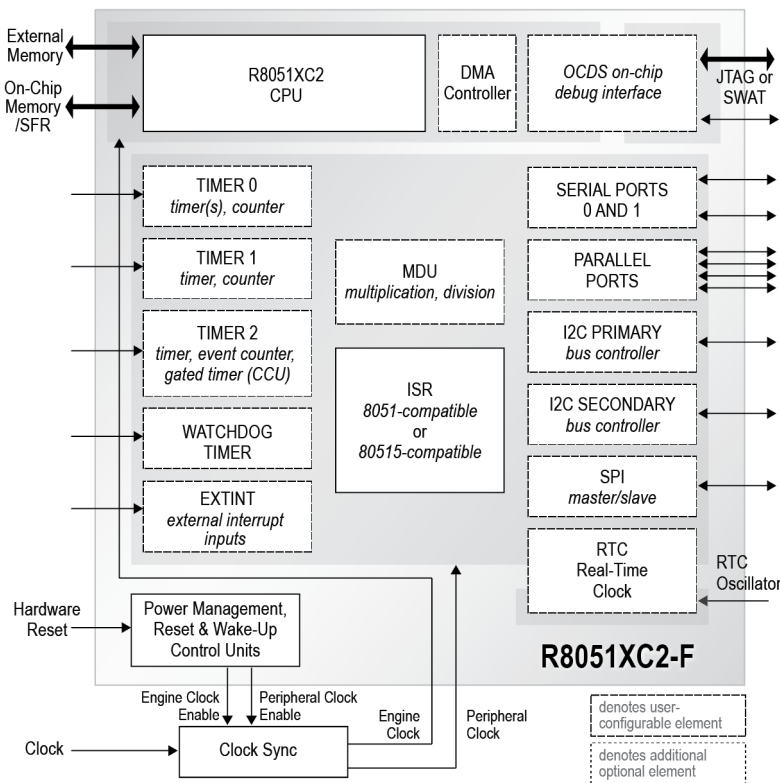 External
Memory
On-Chip
Memory
/SFR
R8051XC2
CPU
DMA
Controller
OCDS on-chip
debug interface
JTAG or
SWAT
TIMER 0
timer(s), counter
TIMER 1
timer, counter
TIMER 2
timer, event counter,
gated timer (CCU)
WATCHDOG
TIMER
EXTINT
external interrupt
inputs
MDU
multiplication, division
ISR
8051-compatible
or
80515-compatible
SERIAL PORTS
0 AND 1
PARALLEL
PORTS
I2C PRIMARY
bus controller
I2C SECONDARY
bus controller
SPI
master/slave
RTC
Real-Time
Clock
RTC
Oscillator
Hardware
Reset
Power Management,
Reset & Wake-Up
Control Units
R8051XC2-F
Engine Clock
Enable
Peripheral Clock
Enable
Engine
Clock
Peripheral
Clock
Clock
Clock Sync
denotes user-
configurable element
denotes additional
optional element